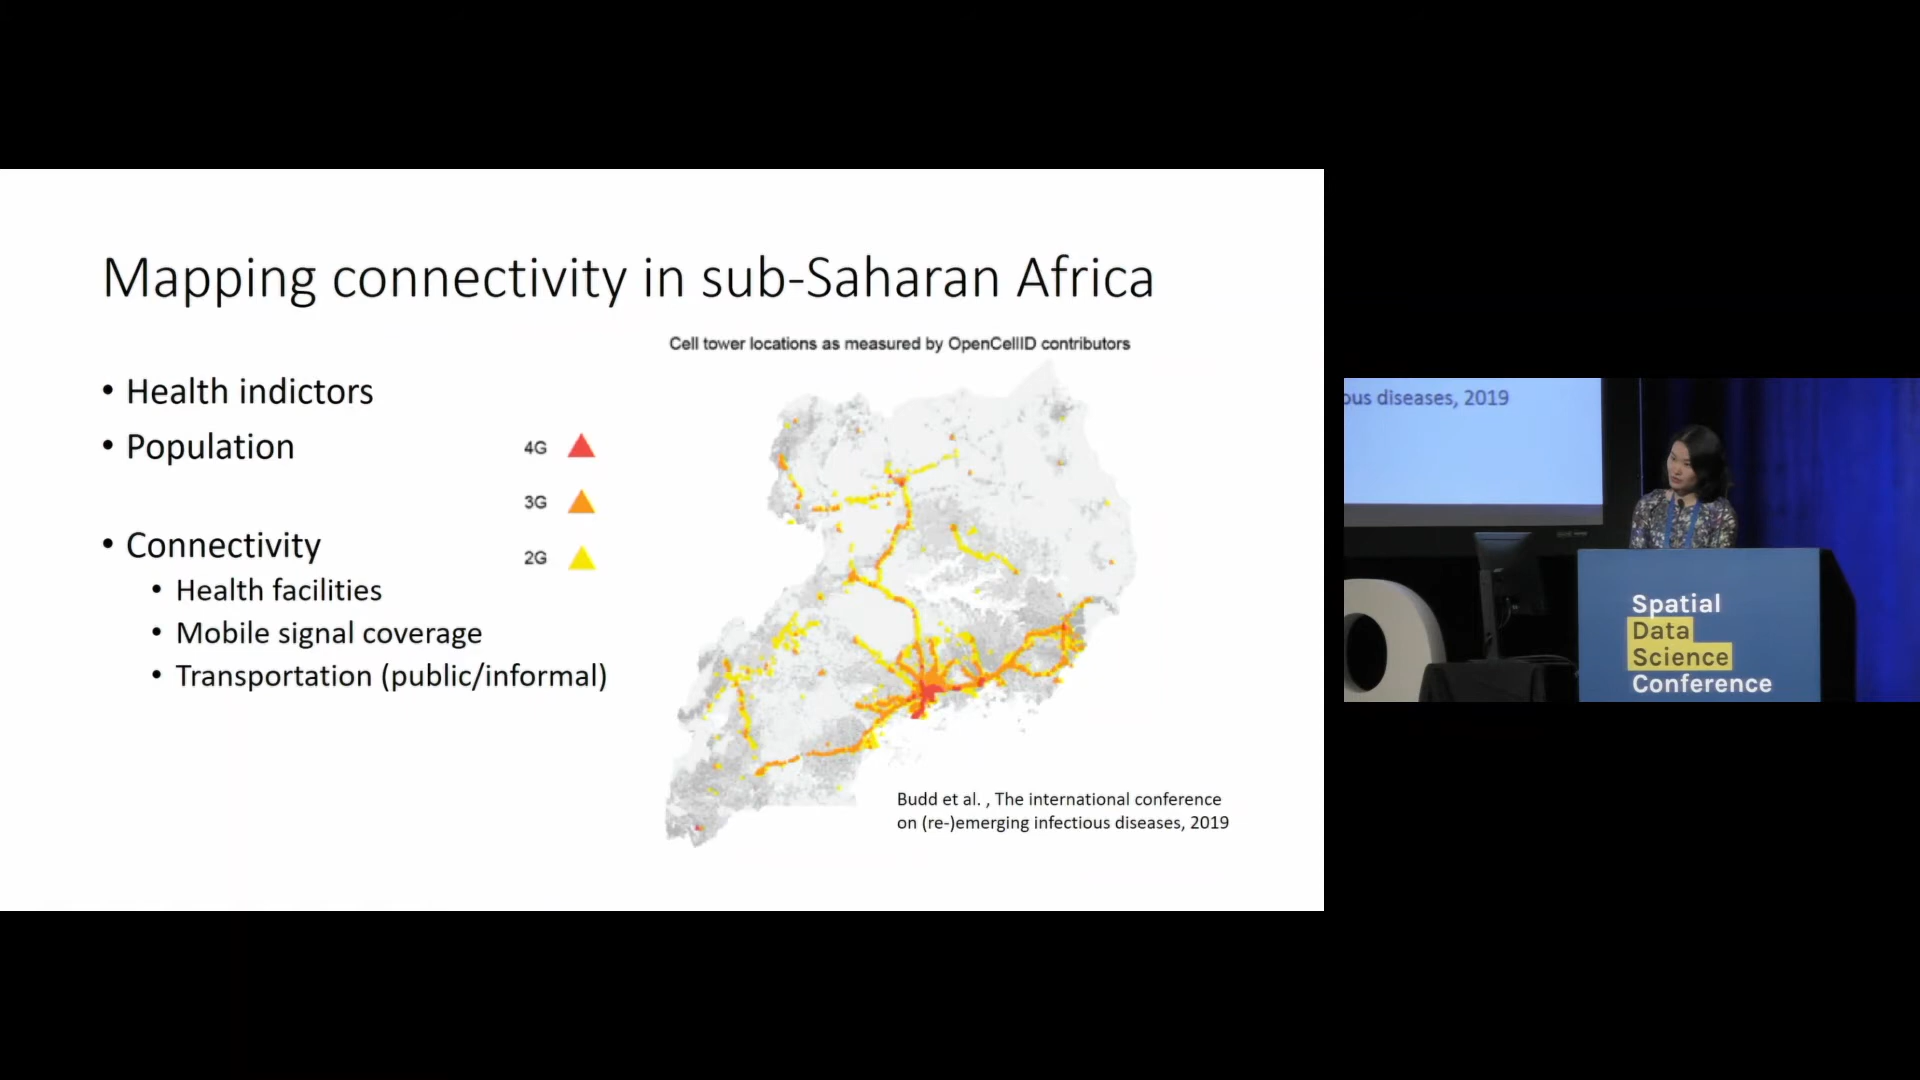 Mapping connectivity in sub-Saharan Africa
Cell tower locations as measured by OpenCellID contributors
• Health indictors
• Population
4G
3G
2G
• Connectivity
• Health facilities
• Mobile signal coverage
• Transportation (public/informal)
Budd et al. , The international conference
on (re-)emerging infectious diseases, 2019
ous diseases, 2019
Spatial
Data
Science
Conference